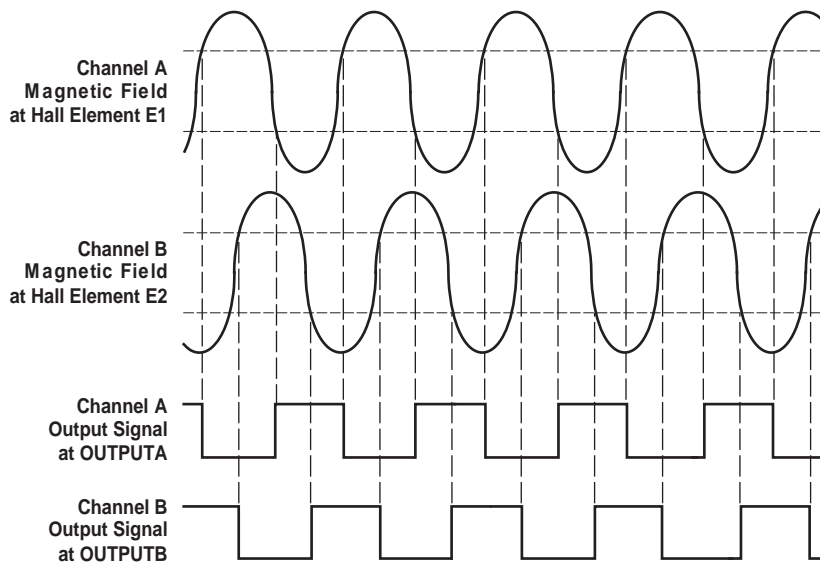 Channel A
Magnetic Field
at Hall Element E1
Channel B
Magnetic Field
at Hall Element E2
Channel A
Output Signal
at OUTPUTA
Channel B
Output Signal
at OUTPUTB